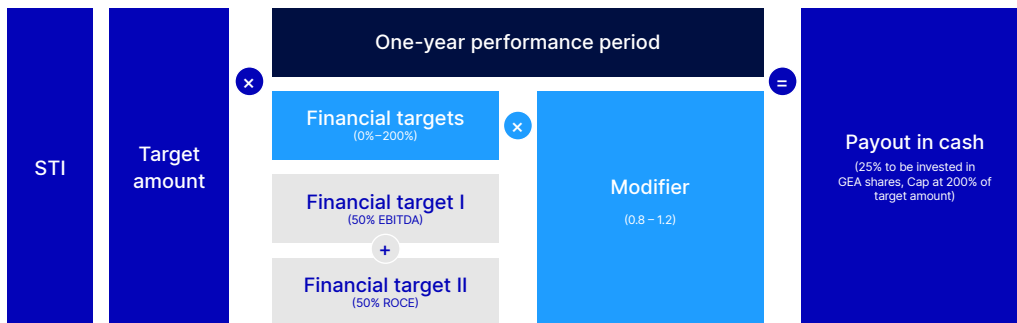 STI
Target
amount
×
One-year performance period
Financial targets
(0%–200%)
Financial target I
(50% EBITDA)
+
Financial target II
(50% ROCE)
×
Modifier
(0.8 – 1.2)
=
Payout in cash
(25% to be invested in
GEA shares, Cap at 200% of
target amount)